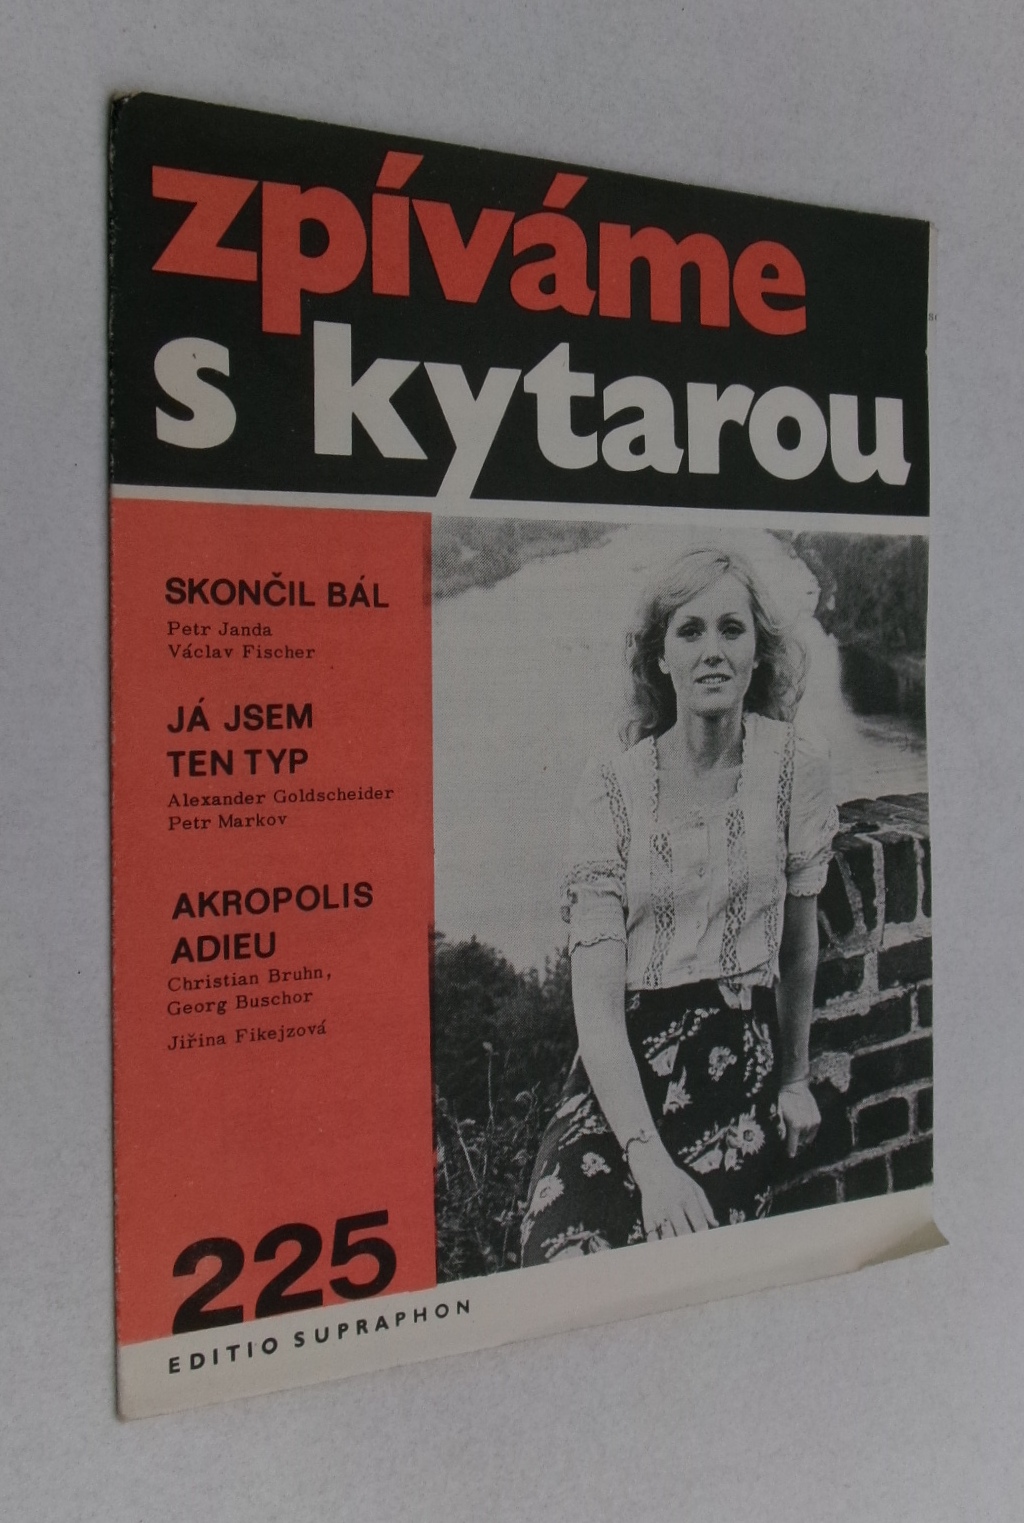 zpíváme
s kytarou
SKONČIL BÁL
Petr Janda
Václav Fischer
JÁ JSEM
TEN TYP
Alexander Goldscheider
Petr Markov
AKROPOLIS
ADIEU
Christian Bruhn,
Georg Buschor
Jiřina Fikejzová
225
EDITIO SUPRAPHON